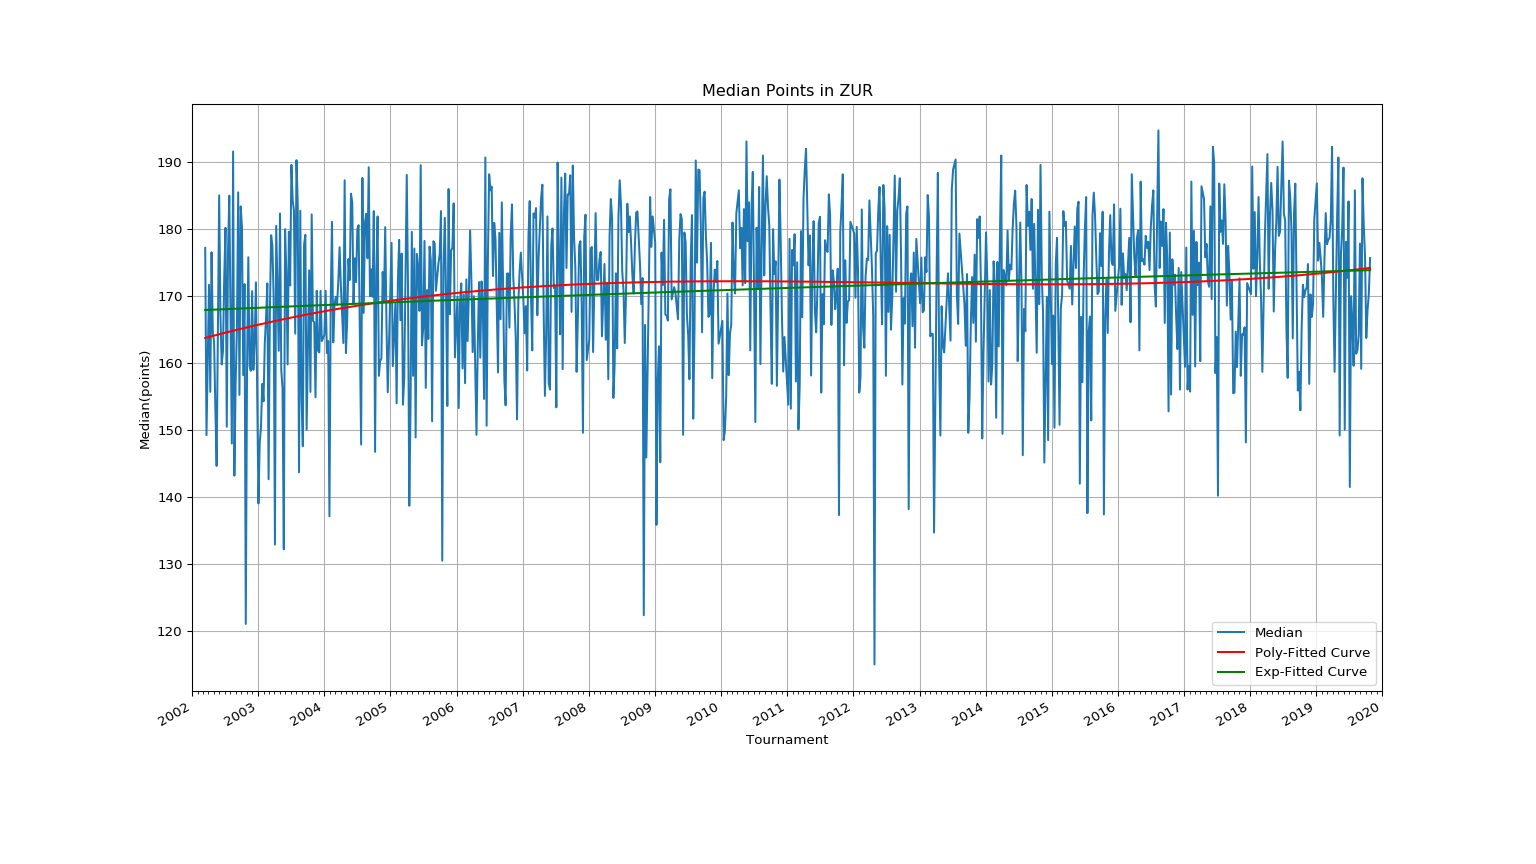 Median Points in ZUR
190
180
170
160
150
140
130
120
Median(points)
Median
Poly-Fitted Curve
Exp-Fitted Curve
2002 2003 2004 2005 2006 2007 2008 2009 2010 2011 2012 2013 2014 2015 2016 2017 2018 2019 2020
Tournament